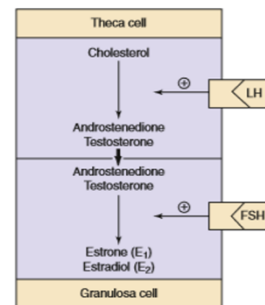 Theca cell
Cholesterol
⊕
LH
Androstenedione
Testosterone
Androstenedione
Testosterone
⊕
FSH
Estrone (E₁)
Estradiol (E₂)
Granulosa cell